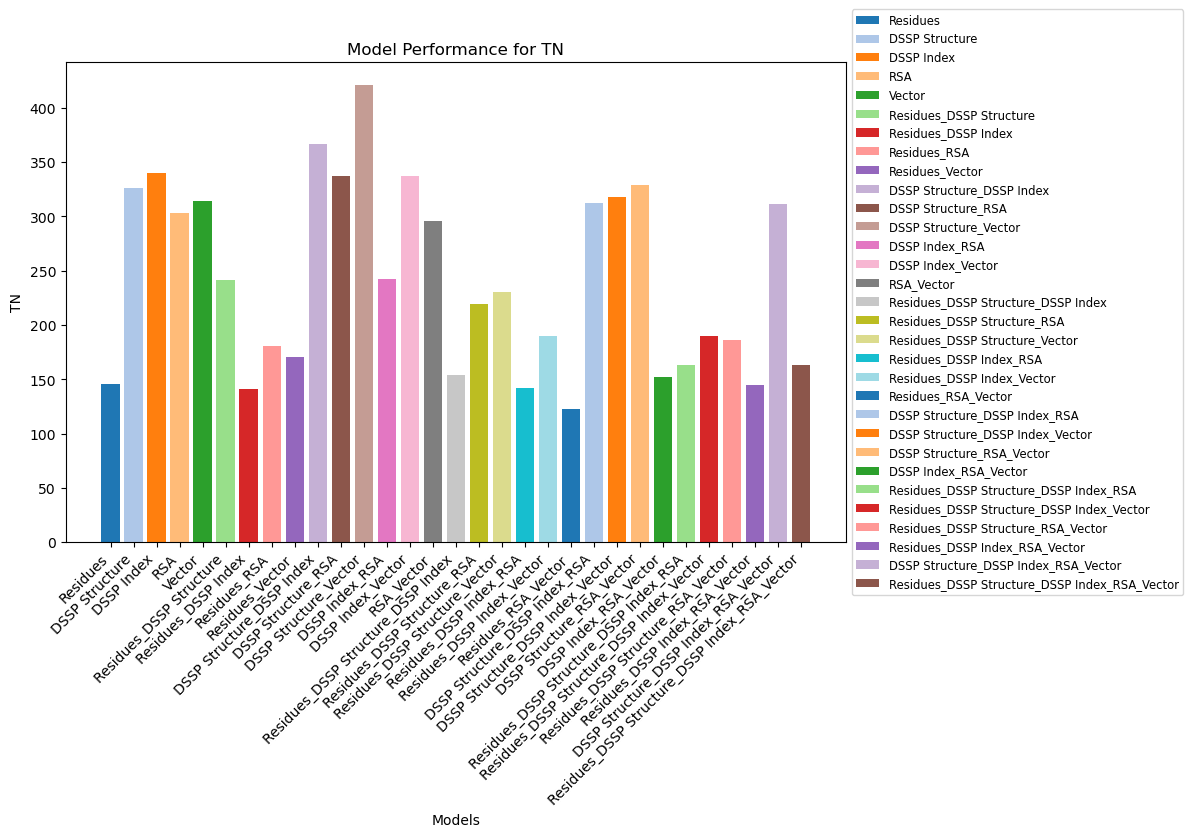 Model Performance for TN
TN
400
350
300
250
200
150
100
50
0
Residues
DSSP Structure
DSSP Index
RSA
Vector
Residues_DSSP Structure
Residues_DSSP Index
Residues_RSA
Residues_Vector
DSSP Structure_DSSP Index
DSSP Structure_RSA
DSSP Structure_Vector
DSSP Index_RSA
DSSP Index_Vector
RSA_Vector
Residues_DSSP Structure_DSSP Index
Residues_DSSP Structure_RSA
Residues_DSSP Structure_Vector
Residues_DSSP Index_RSA
Residues_DSSP Index_Vector
Residues_RSA_Vector
DSSP Structure_DSSP Index_RSA
DSSP Structure_DSSP Index_Vector
DSSP Structure_RSA_Vector
DSSP Index_RSA_Vector
Residues_DSSP Structure_DSSP Index_RSA
Residues_DSSP Structure_DSSP Index_Vector
Residues_DSSP Structure_RSA_Vector
Residues_DSSP Index_RSA_Vector
DSSP Structure_DSSP Index_RSA_Vector
Residues_DSSP Structure_DSSP Index_RSA_Vector
Models
Residues
DSSP Structure
DSSP Index
RSA
Vector
Residues_DSSP Structure
Residues_DSSP Index
Residues_RSA
Residues_Vector
DSSP Structure_DSSP Index
DSSP Structure_RSA
DSSP Structure_Vector
DSSP Index_RSA
DSSP Index_Vector
RSA_Vector
Residues_DSSP Structure_DSSP Index
Residues_DSSP Structure_RSA
Residues_DSSP Structure_Vector
Residues_DSSP Index_RSA
Residues_DSSP Index_Vector
Residues_RSA_Vector
DSSP Structure_DSSP Index_RSA
DSSP Structure_DSSP Index_Vector
DSSP Structure_RSA_Vector
DSSP Index_RSA_Vector
Residues_DSSP Structure_DSSP Index_RSA
Residues_DSSP Structure_DSSP Index_Vector
Residues_DSSP Structure_RSA_Vector
Residues_DSSP Index_RSA_Vector
DSSP Structure_DSSP Index_RSA_Vector
Residues_DSSP Structure_DSSP Index_RSA_Vector